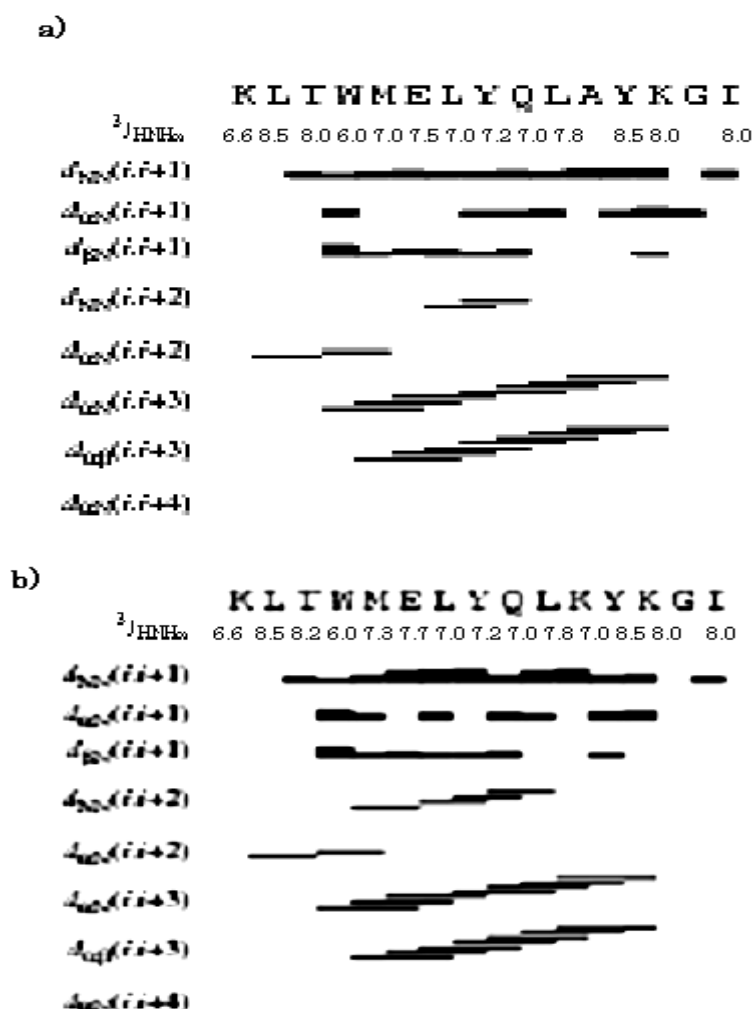 a)
K L T W M E L Y Q L A Y K G I
³J_HNHα 6.6 8.5 8.0 6.0 7.0 7.5 7.0 7.2 7.0 7.8 8.5 8.0 8.0
d_NN(i,i+1)
d_αN(i,i+1)
d_βN(i,i+1)
d_NN(i,i+2)
d_αN(i,i+2)
d_αN(i,i+3)
d_αβ(i,i+3)
d_αN(i,i+4)
b)
K L T W M E L Y Q L K Y K G I
³J_HNHα 6.6 8.5 8.2 6.0 7.3 7.7 7.0 7.2 7.0 7.8 7.0 8.5 8.0 8.0
d_NN(i,i+1)
d_αN(i,i+1)
d_βN(i,i+1)
d_NN(i,i+2)
d_αN(i,i+2)
d_αN(i,i+3)
d_αβ(i,i+3)
d_αN(i,i+4)